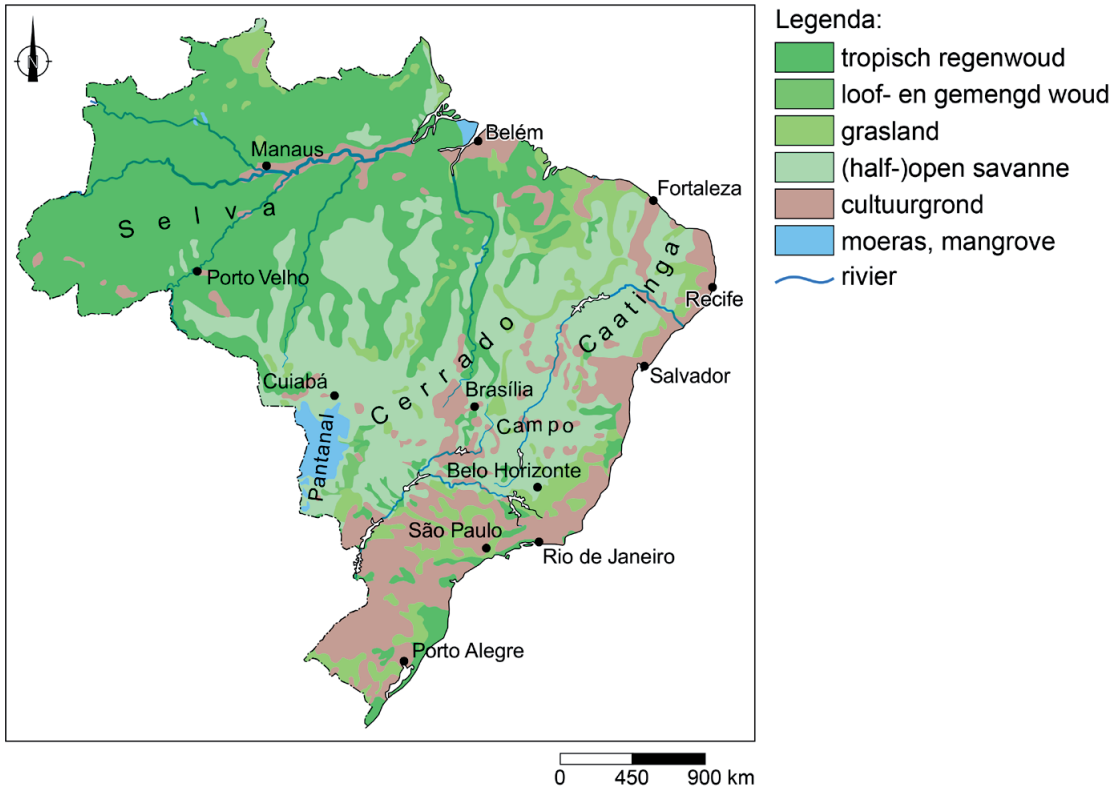 N
Manaus
Belém
Fortaleza
Selva
Porto Velho
Caatinga
Recife
Cerrado
Salvador
Cuiabá
Brasília
Campo
Pantanal
Belo Horizonte
São Paulo
Rio de Janeiro
Porto Alegre
Legenda:
tropisch regenwoud
loof- en gemengd woud
grasland
(half-)open savanne
cultuurgrond
moeras, mangrove
rivier
0 450 900 km